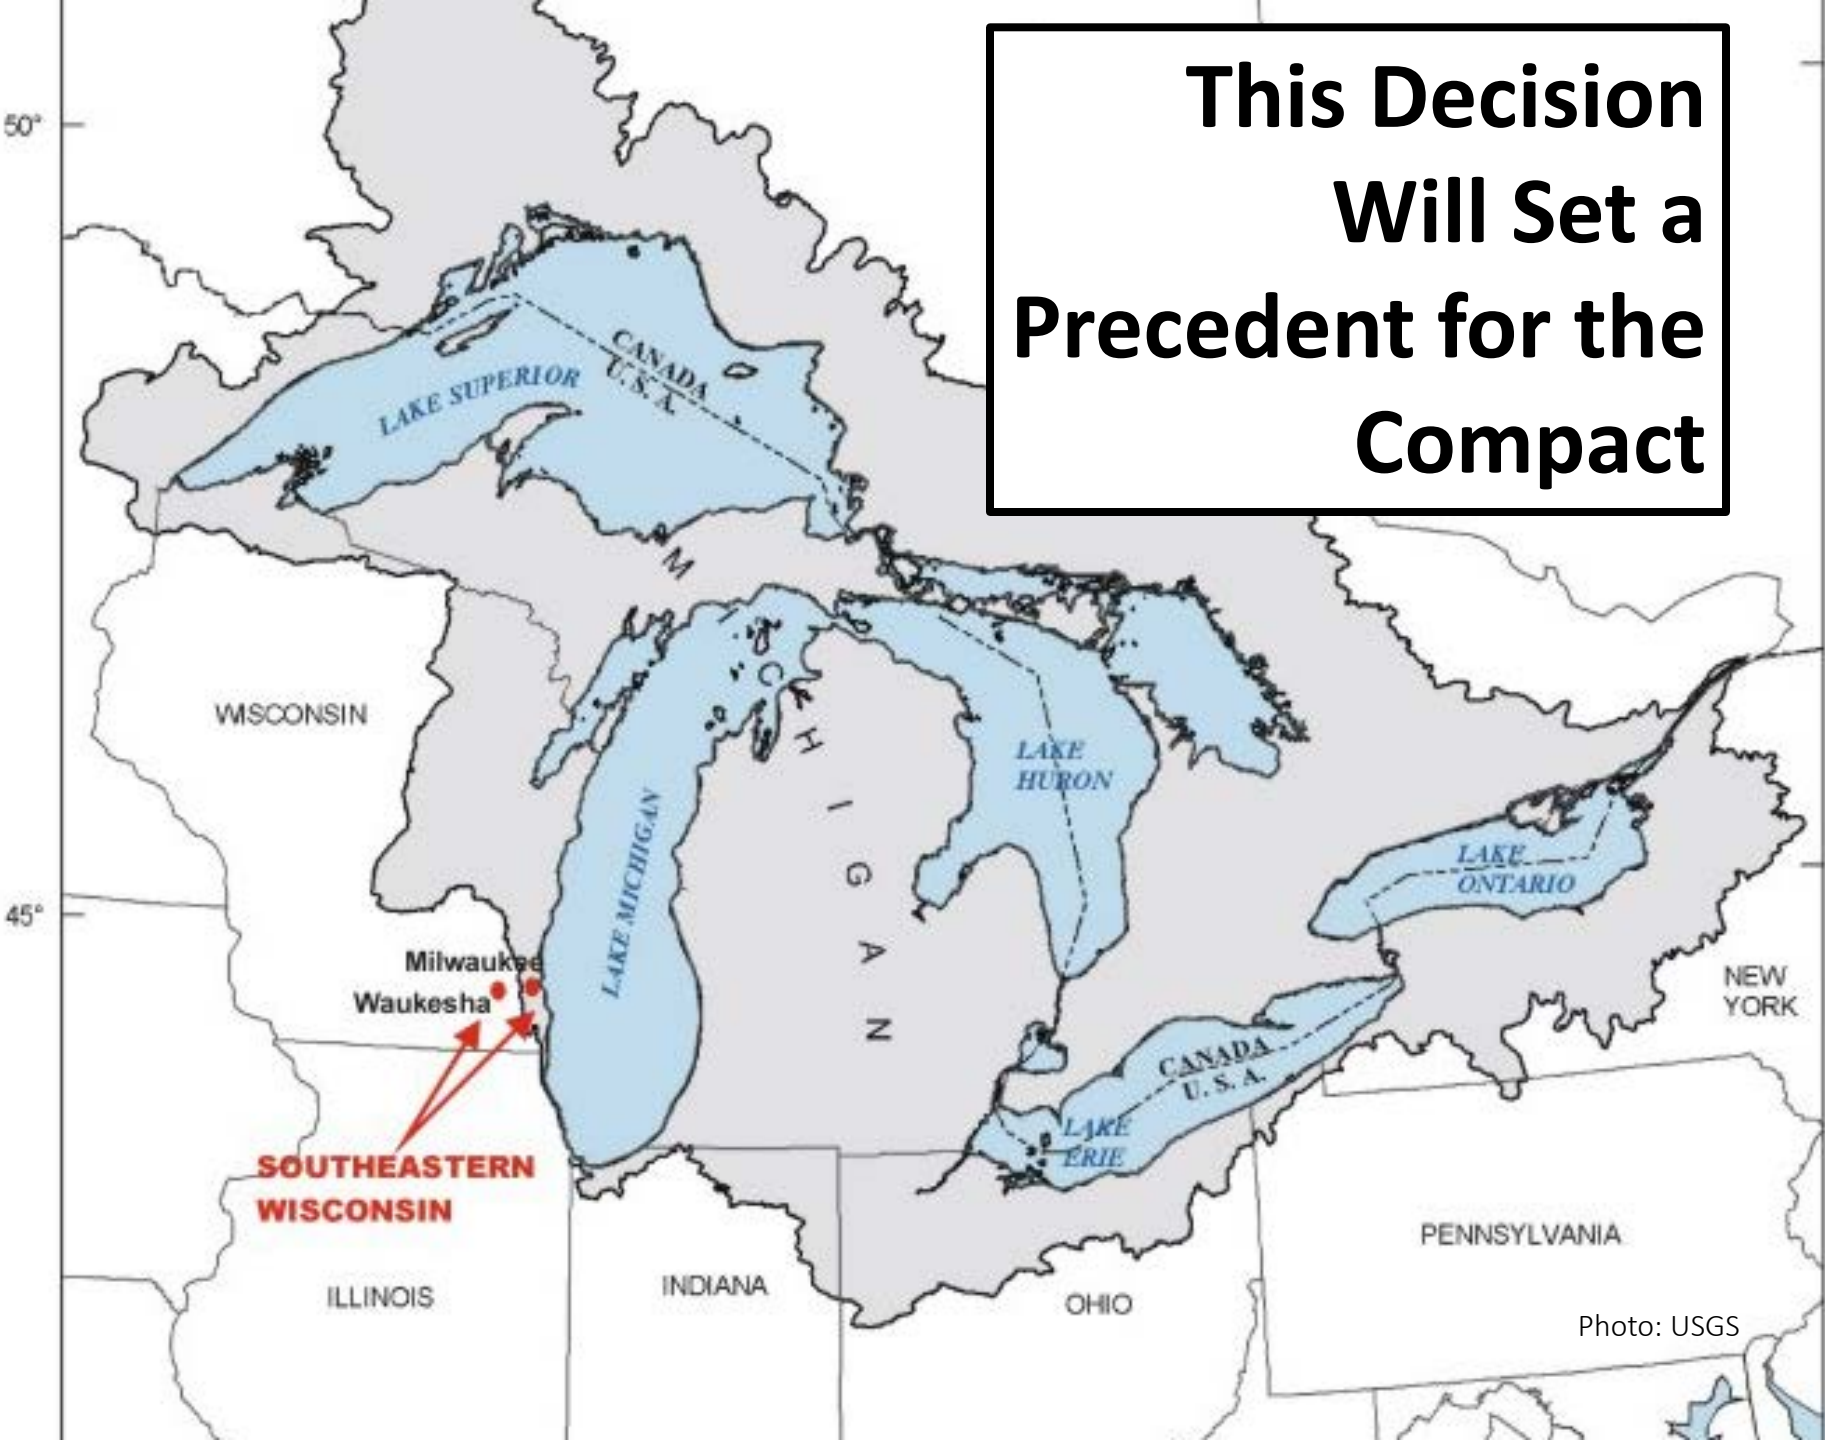 This Decision
Will Set a
Precedent for the
Compact
50°
CANADA
U. S. A.
LAKE SUPERIOR
M
I
C
H
I
G
A
N
WISCONSIN
LAKE
HURON
LAKE MICHIGAN
LAKE
ONTARIO
45°
Milwaukee
Waukesha
NEW
YORK
CANADA
U. S. A.
LAKE
ERIE
SOUTHEASTERN
WISCONSIN
PENNSYLVANIA
ILLINOIS
INDIANA
OHIO
Photo: USGS